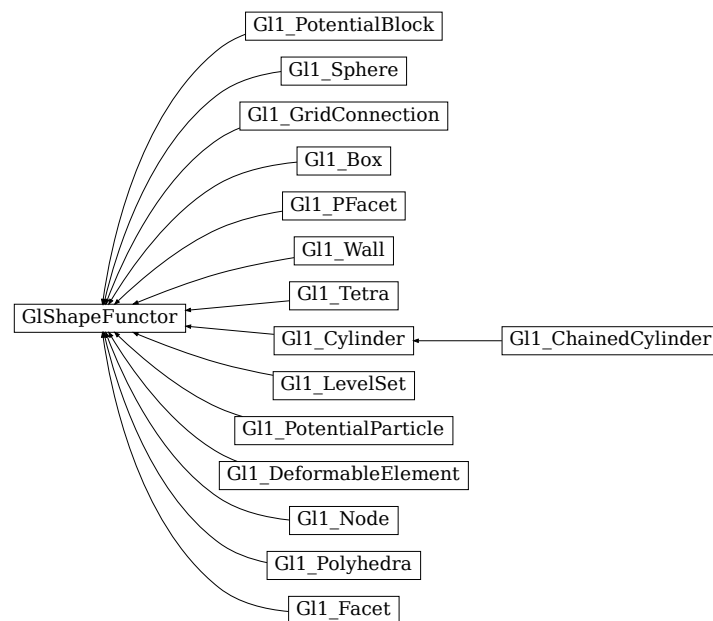 Gl1_PotentialBlock
Gl1_Sphere
Gl1_GridConnection
Gl1_Box
Gl1_PFacet
Gl1_Wall
Gl1_Tetra
GlShapeFunctor
Gl1_Cylinder
Gl1_ChainedCylinder
Gl1_LevelSet
Gl1_PotentialParticle
Gl1_DeformableElement
Gl1_Node
Gl1_Polyhedra
Gl1_Facet